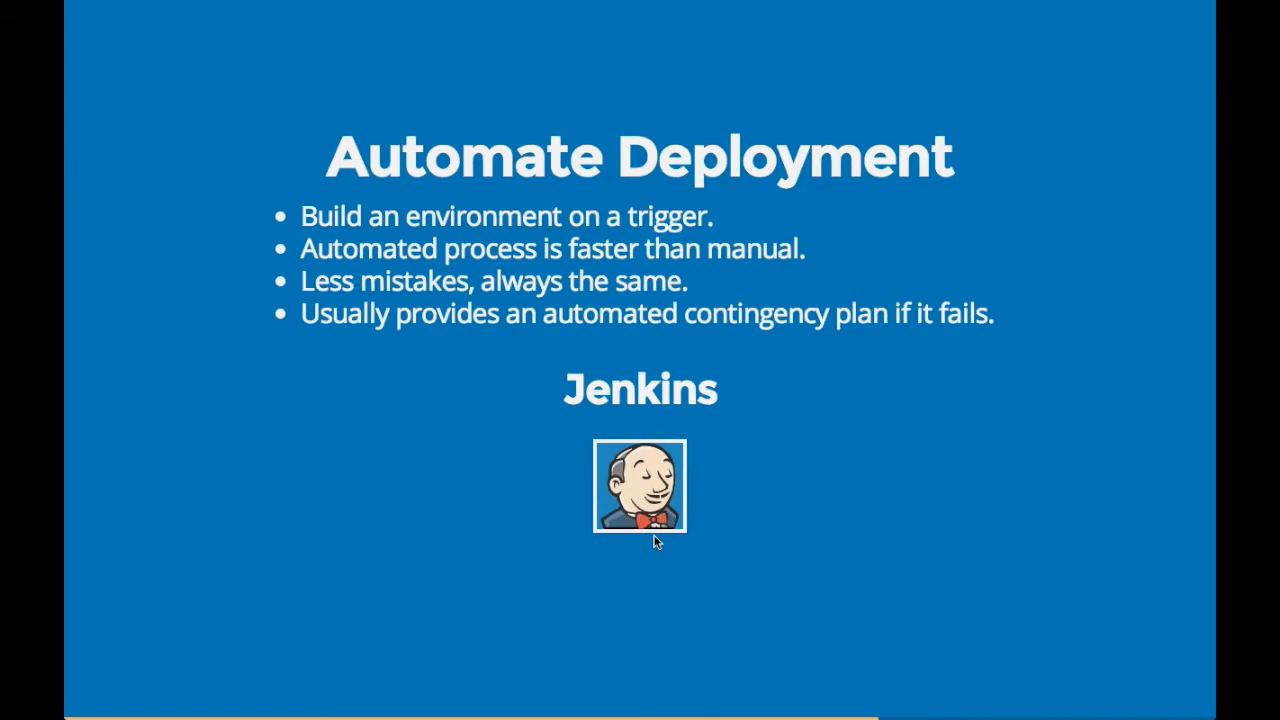 Automate Deployment
Build an environment on a trigger.
Automated process is faster than manual.
Less mistakes, always the same.
Usually provides an automated contingency plan if it fails.
Jenkins